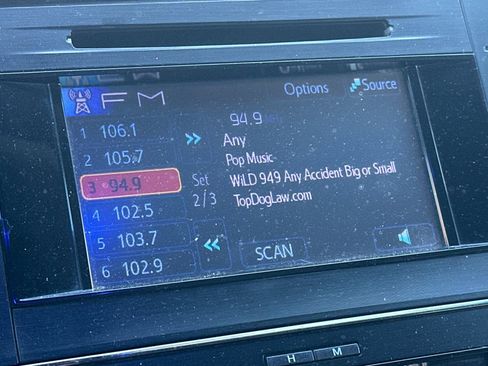 FM
Options
Source
1 106.1
2 105.7
3 94.9
4 102.5
5 103.7
6 102.9
Set
2/3
94.9
Any
Pop Music
WiLD 949 Any Accident Big or Small
TopDogLaw.com
SCAN
H M